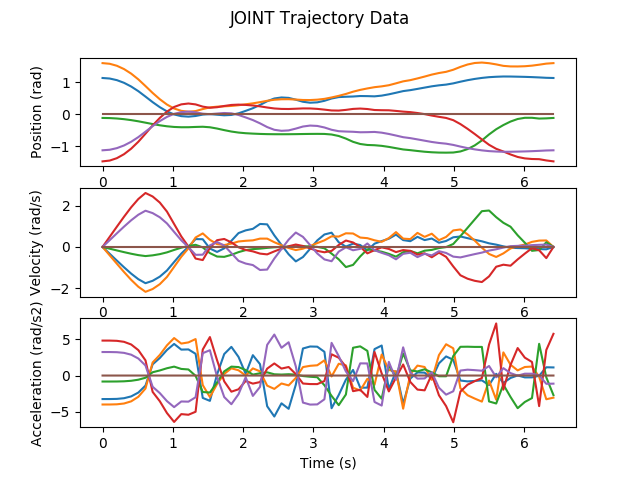 JOINT Trajectory Data
Position (rad)
1
0
−1
0 1 2 3 4 5 6
Velocity (rad/s)
2
0
−2
0 1 2 3 4 5 6
Acceleration (rad/s2)
5
0
−5
0 1 2 3 4 5 6
Time (s)